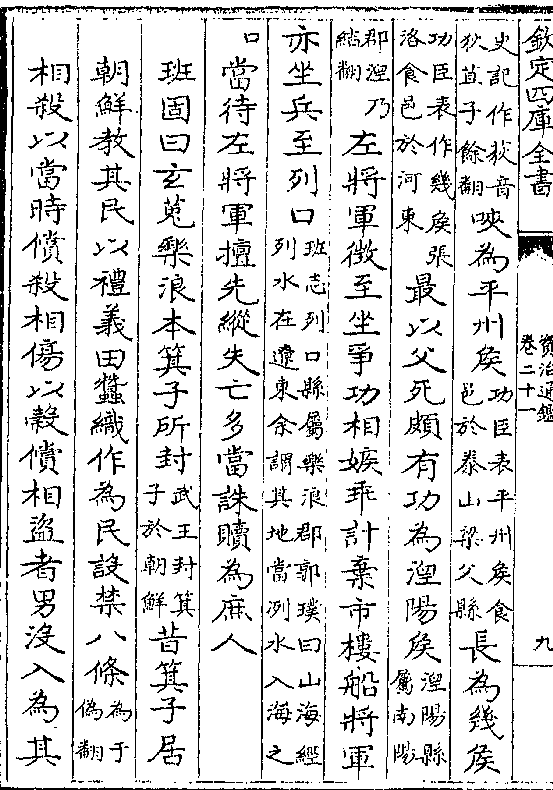 欽定四庫全書
資治通鑑
卷二十一
九
史記作荻音
狄苴子餘翻
映為平州侯
功臣表平州侯食
邑於泰山梁父縣
長為幾侯
功臣表作幾侯張
洛食邑於河東
最以父死頗有功為涅陽侯
涅陽縣
屬南陽
郡涅乃
結翻
左將軍徵至坐爭功相嫉乖計棄市樓船將軍
亦坐兵至列口
班志列口縣屬樂浪郡郭璞曰山海經
列水在遼東余謂其地當洌水入海之
口
當待左將軍擅先縱失亡多當誅贖為庶人
班固曰玄菟樂浪本箕子所封
武王封箕
子於朝鮮
昔箕子居
朝鮮教其民以禮義田蠶織作為民設禁八條
為于
偽翻
相殺以當時償殺相傷以穀償相盜者男沒入為其